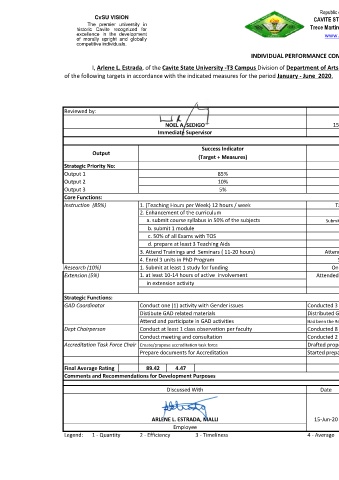 CvSU VISION
The premier university in
historic Cavite recognized for
excellence in the development
of morally upright and globally
competitive individuals.
Republic
CAVITE ST
Trece Martir
www.
INDIVIDUAL PERFORMANCE CO
I, Arlene L. Estrada, of the Cavite State University -T3 Campus Division of Department of Arts
of the following targets in accordance with the indicated measures for the period January - June 2020.
Reviewed by:
NOEL A. SEDIGO 15
Immediate Supervisor
Output Success Indicator
(Target + Measures)
Strategic Priority No:
Output 1 85%
Output 2 10%
Output 3 5%
Core Functions:
Instruction (85%) 1. (Teaching Hours per Week) 12 hours / week
2. Enhancement of the curriculum
a. submit course syllabus in 50% of the subjects Submit
b. submit 1 module
c. 50% of all Exams with TOS
d. prepare at least 3 Teaching Aids
3. Attend Trainings and Seminars ( 11-20 hours) Attend
4. Enrol 3 units in PhD Program
Research (10%) 1. Submit at least 1 study for funding On
Extension (5%) 1. at least 10-14 hours of active involvement Attended
in extension activity
Strategic Functions:
GAD Coordinator Conduct one (1) activity with Gender issues Conducted 3
Distibute GAD related materials Distributed G
Attend and participate in GAD activities Had been the Re
Dept Chairperson Conduct at least 1 class observation per faculty Conducted 8
Conduct meeting and consultation Conducted 2
Accreditation Task Force Chair Create/propose accreditation task force Drafted prop
Prepare documents for Accreditation Started prepa
Final Average Rating 89.42 4.47
Comments and Recommendations for Development Purposes
Discussed With Date
ARLENE L. ESTRADA, MALLI 15-Jun-20
Employee
Legend: 1 - Quantity 2 - Efficiency 3 - Timeliness 4 - Average